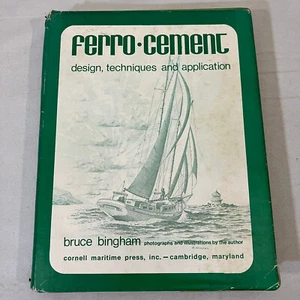 ferro•cement
design, techniques and application
bruce bingham photographs and illustrations by the author
cornell maritime press, inc. — cambridge, maryland